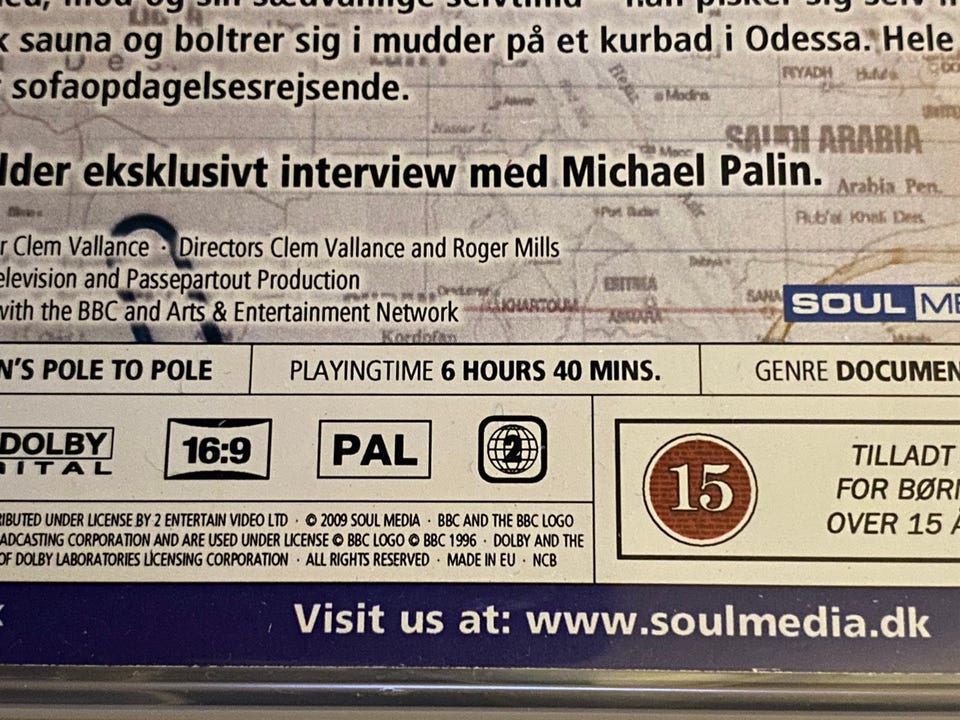 k sauna og boltrer sig i mudder på et kurbad i Odessa. Hele
sofaopdagelsesrejsende.
SAUDI ARABIA
RIYADH
Medina
Arabia Pen.
lder eksklusivt interview med Michael Palin.
Rub'al Khali Des.
r Clem Vallance · Directors Clem Vallance and Roger Mills
elevision and Passepartout Production
with the BBC and Arts & Entertainment Network
ERITREA
KHARTOUM
ASMARA
SANA
Kordofan
SOUL ME
N'S POLE TO POLE
PLAYINGTIME 6 HOURS 40 MINS.
GENRE DOCUMEN
DOLBY
ITAL
16:9
PAL
2
15
TILLADT
FOR BØR
OVER 15 Å
RIBUTED UNDER LICENSE BY 2 ENTERTAIN VIDEO LTD · © 2009 SOUL MEDIA · BBC AND THE BBC LOGO
ADCASTING CORPORATION AND ARE USED UNDER LICENSE © BBC LOGO © BBC 1996 · DOLBY AND THE
OF DOLBY LABORATORIES LICENSING CORPORATION · ALL RIGHTS RESERVED · MADE IN EU · NCB
Visit us at: www.soulmedia.dk